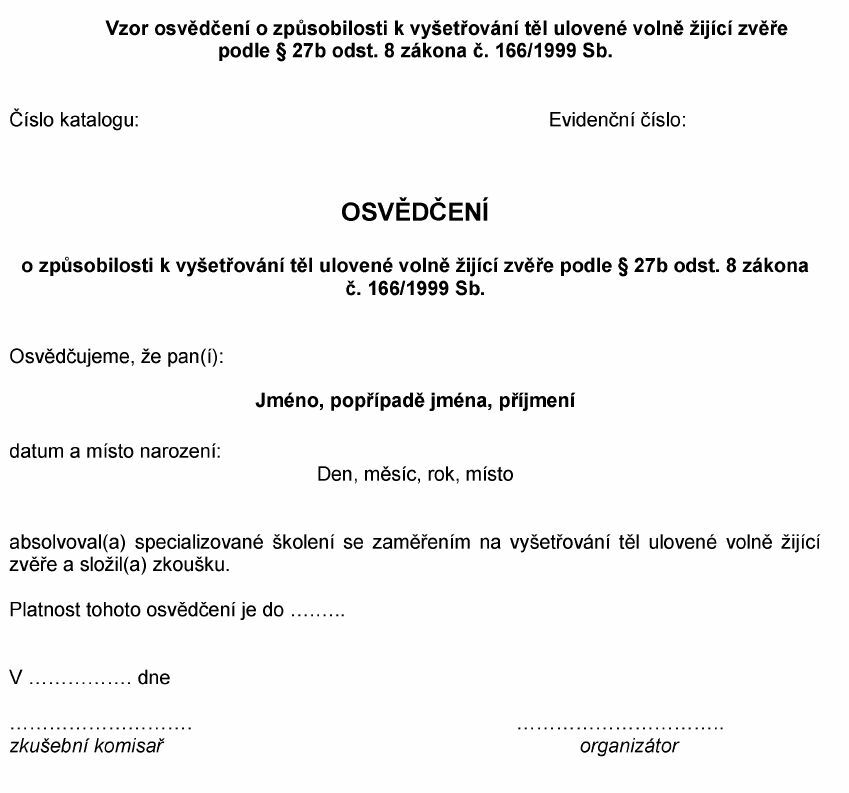 Vzor osvědčení o způsobilosti k vyšetřování těl ulovené volně žijící zvěře
podle § 27b odst. 8 zákona č. 166/1999 Sb.
Číslo katalogu: Evidenční číslo:
OSVĚDČENÍ
o způsobilosti k vyšetřování těl ulovené volně žijící zvěře podle § 27b odst. 8 zákona
č. 166/1999 Sb.
Osvědčujeme, že pan(í):
Jméno, popřípadě jména, příjmení
datum a místo narození:
Den, měsíc, rok, místo
absolvoval(a) specializované školení se zaměřením na vyšetřování těl ulovené volně žijící
zvěře a složil(a) zkoušku.
Platnost tohoto osvědčení je do ………
V ……………. dne
………………………. …………………………..
zkušební komisař organizátor